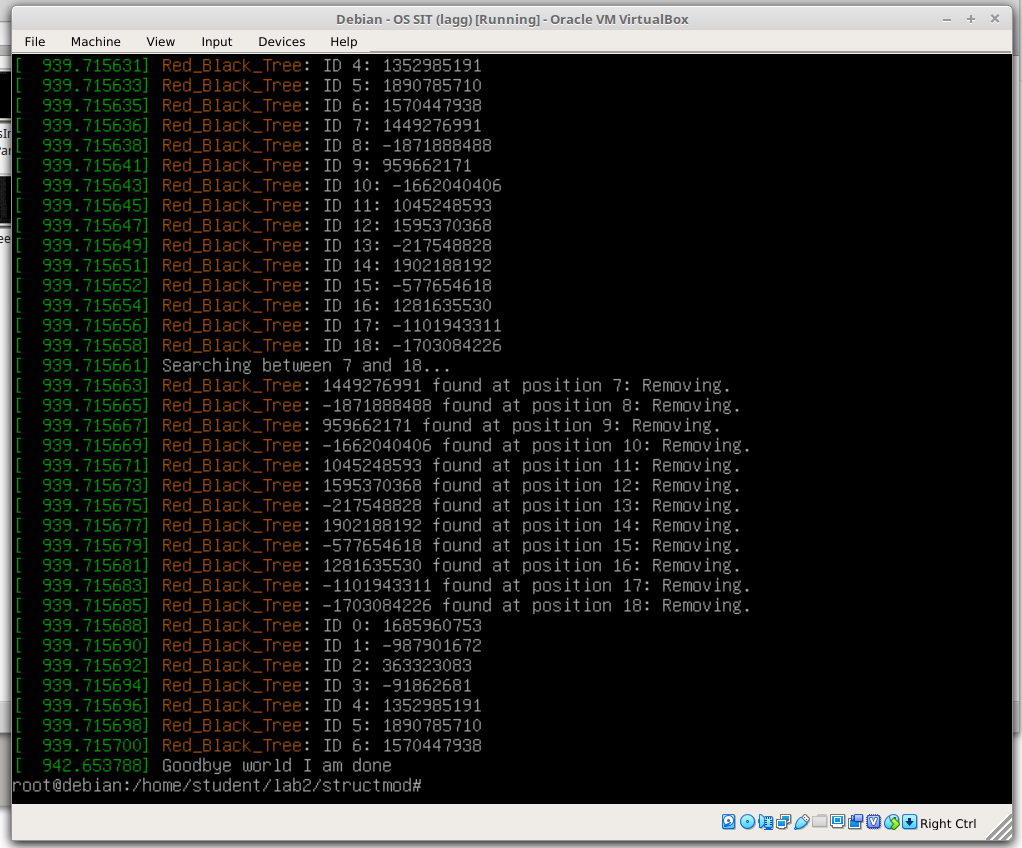 Debian - OS SIT (lagg) [Running] - Oracle VM VirtualBox
File Machine View Input Devices Help
[  939.715631] Red_Black_Tree: ID 4: 1352985191
[  939.715633] Red_Black_Tree: ID 5: 1890785710
[  939.715635] Red_Black_Tree: ID 6: 1570447938
[  939.715636] Red_Black_Tree: ID 7: 1449276991
[  939.715638] Red_Black_Tree: ID 8: -1871888488
[  939.715641] Red_Black_Tree: ID 9: 959662171
[  939.715643] Red_Black_Tree: ID 10: -1662040406
[  939.715645] Red_Black_Tree: ID 11: 1045248593
[  939.715647] Red_Black_Tree: ID 12: 1595370368
[  939.715649] Red_Black_Tree: ID 13: -217548828
[  939.715651] Red_Black_Tree: ID 14: 1902188192
[  939.715652] Red_Black_Tree: ID 15: -577654618
[  939.715654] Red_Black_Tree: ID 16: 1281635530
[  939.715656] Red_Black_Tree: ID 17: -1101943311
[  939.715658] Red_Black_Tree: ID 18: -1703084226
[  939.715661] Searching between 7 and 18...
[  939.715663] Red_Black_Tree: 1449276991 found at position 7: Removing.
[  939.715665] Red_Black_Tree: -1871888488 found at position 8: Removing.
[  939.715667] Red_Black_Tree: 959662171 found at position 9: Removing.
[  939.715669] Red_Black_Tree: -1662040406 found at position 10: Removing.
[  939.715671] Red_Black_Tree: 1045248593 found at position 11: Removing.
[  939.715673] Red_Black_Tree: 1595370368 found at position 12: Removing.
[  939.715675] Red_Black_Tree: -217548828 found at position 13: Removing.
[  939.715677] Red_Black_Tree: 1902188192 found at position 14: Removing.
[  939.715679] Red_Black_Tree: -577654618 found at position 15: Removing.
[  939.715681] Red_Black_Tree: 1281635530 found at position 16: Removing.
[  939.715683] Red_Black_Tree: -1101943311 found at position 17: Removing.
[  939.715685] Red_Black_Tree: -1703084226 found at position 18: Removing.
[  939.715688] Red_Black_Tree: ID 0: 1685960753
[  939.715690] Red_Black_Tree: ID 1: -987901672
[  939.715692] Red_Black_Tree: ID 2: 363323083
[  939.715694] Red_Black_Tree: ID 3: -91862681
[  939.715696] Red_Black_Tree: ID 4: 1352985191
[  939.715698] Red_Black_Tree: ID 5: 1890785710
[  939.715700] Red_Black_Tree: ID 6: 1570447938
[  942.653788] Goodbye world I am done
root@debian:/home/student/lab2/structmod#
Right Ctrl